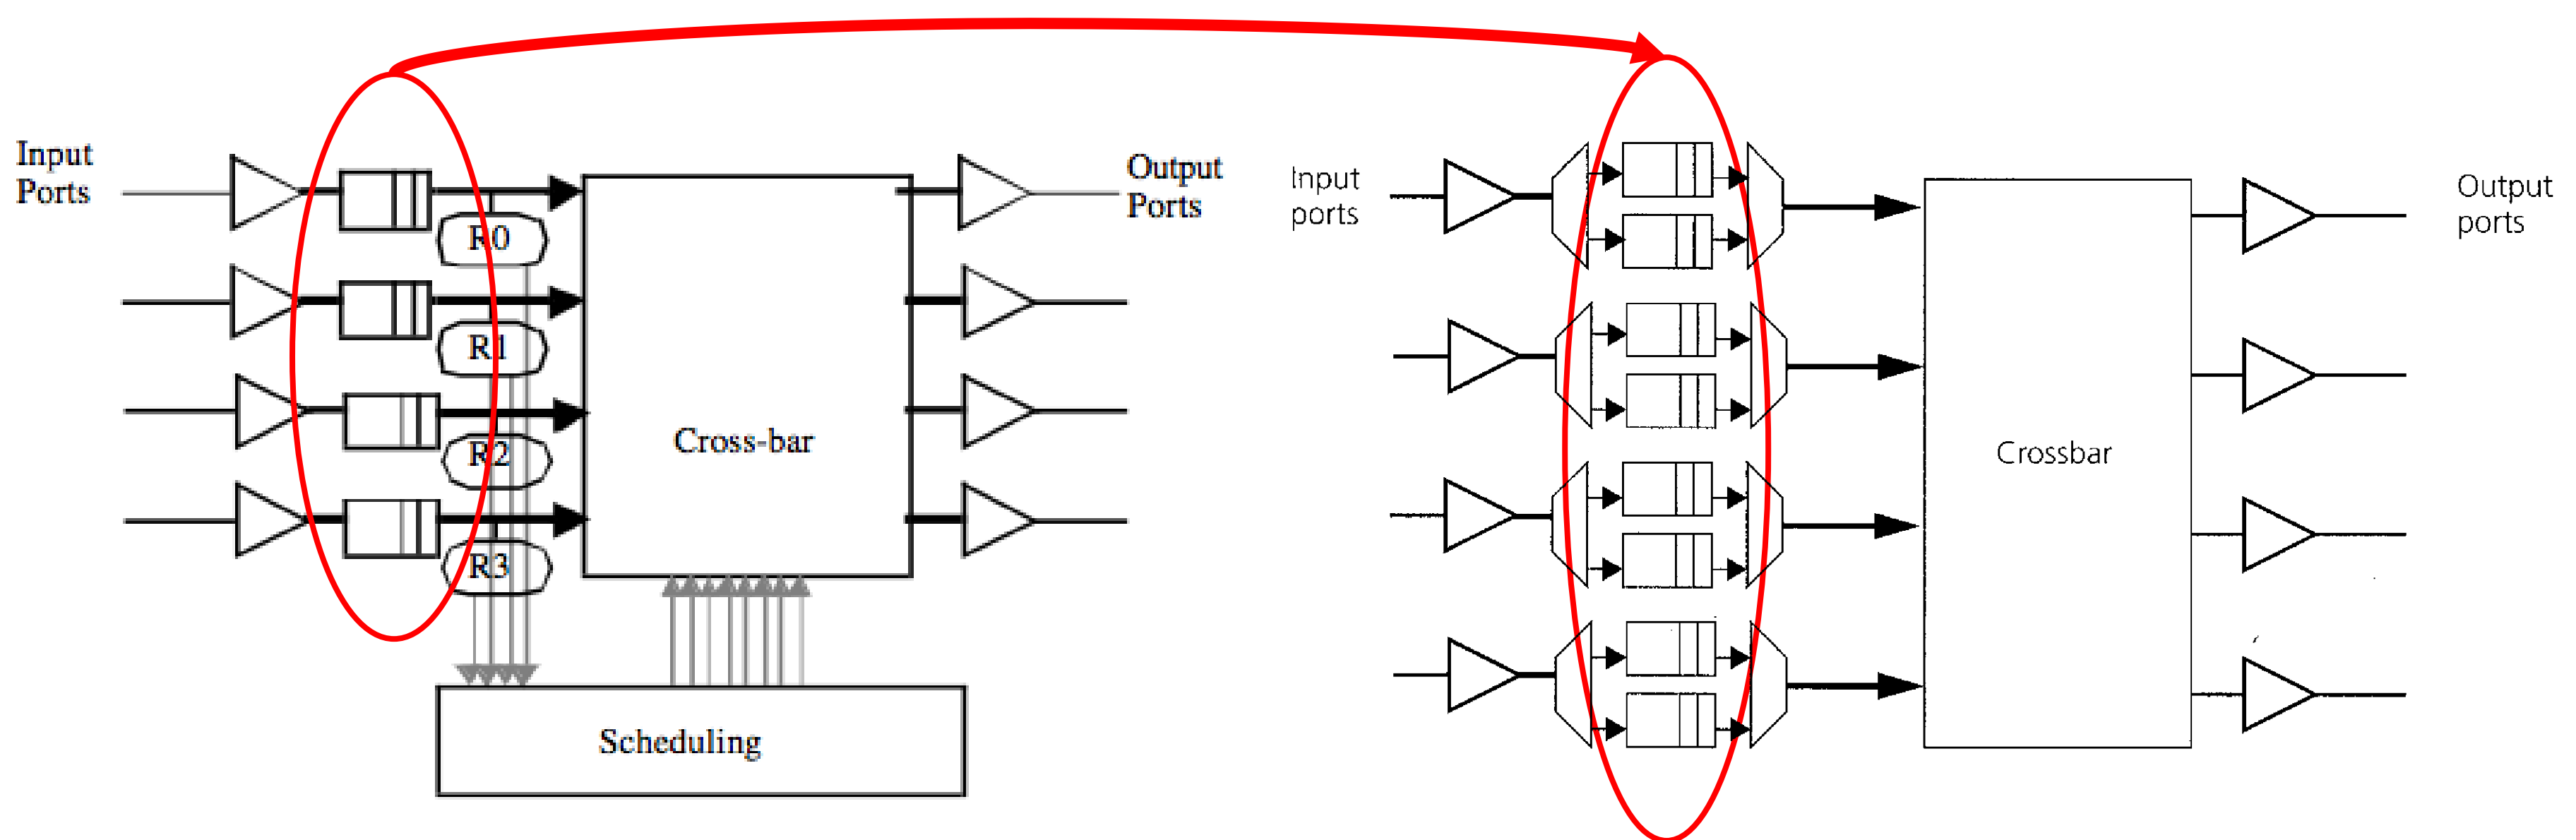 Input
Ports
R0
R1
R2
R3
Cross-bar
Scheduling
Output
Ports
Input
ports
Crossbar
Output
ports